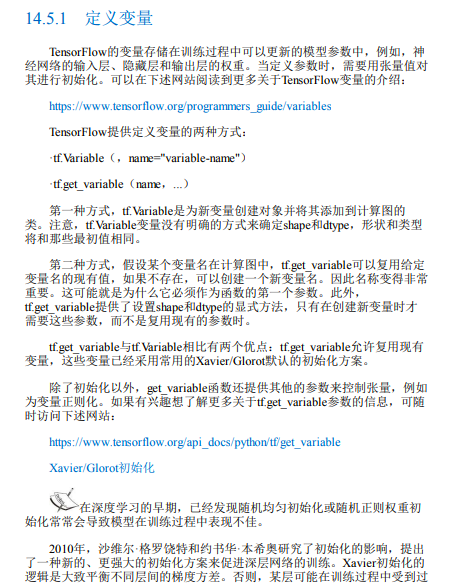 14.5.1 定义变量
TensorFlow的变量存储在训练过程中可以更新的模型参数中，例如，神
经网络的输入层、隐藏层和输出层的权重。当定义参数时，需要用张量值对
其进行初始化。可以在下述网站阅读到更多关于TensorFlow变量的介绍：
https://www.tensorflow.org/programmers_guide/variables
TensorFlow提供定义变量的两种方式：
·tf.Variable（，name="variable-name"）
·tf.get_variable（name，...）
第一种方式，tf.Variable是为新变量创建对象并将其添加到计算图的
类。注意，tf.Variable变量没有明确的方式来确定shape和dtype，形状和类型
将和那些最初值相同。
第二种方式，假设某个变量名在计算图中，tf.get_variable可以复用给定
变量名的现有值，如果不存在，可以创建一个新变量名。因此名称变得非常
重要。这可能就是为什么它必须作为函数的第一个参数。此外，
tf.get_variable提供了设置shape和dtype的显式方法，只有在创建新变量时才
需要这些参数，而不是复用现有的参数时。
tf.get_variable与tf.Variable相比有两个优点：tf.get_variable允许复用现有
变量，这些变量已经采用常用的Xavier/Glorot默认的初始化方案。
除了初始化以外，get_variable函数还提供其他的参数来控制张量，例如
为变量正则化。如果有兴趣想了解更多关于tf.get_variable参数的信息，可随
时访问下述网站：
https://www.tensorflow.org/api_docs/python/tf/get_variable
Xavier/Glorot初始化
在深度学习的早期，已经发现随机均匀初始化或随机正则权重初
始化常常会导致模型在训练过程中表现不佳。
2010年，沙维尔·格罗饶特和约书华·本希奥研究了初始化的影响，提出
了一种新的、更强大的初始化方案来促进深层网络的训练。Xavier初始化的
逻辑是大致平衡不同层间的梯度方差。否则，某层可能在训练过程中受到过